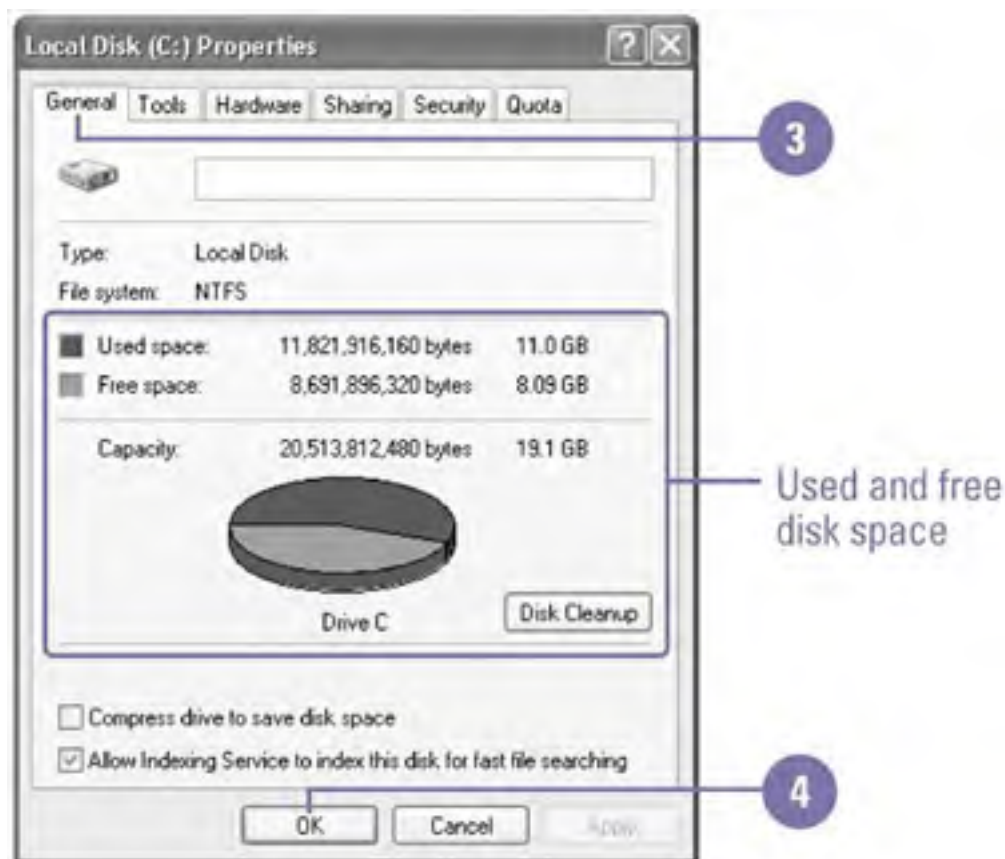 Local Disk (C:) Properties
General Tools Hardware Sharing Security Quota
3
Type: Local Disk
File system: NTFS
Used space: 11,821,916,160 bytes 11.0 GB
Free space: 8,691,896,320 bytes 8.09 GB
Capacity: 20,513,812,480 bytes 19.1 GB
Used and free
disk space
Drive C
Disk Cleanup
Compress drive to save disk space
Allow Indexing Service to index this disk for fast file searching
4
OK Cancel Apply